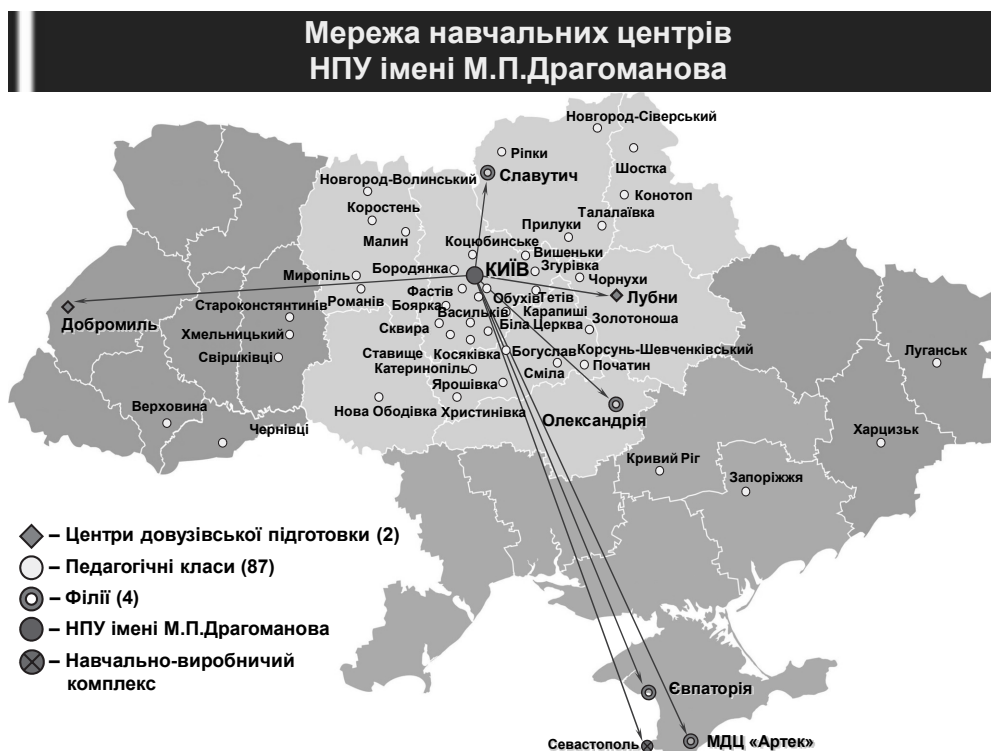 Мережа навчальних центрів
НПУ імені М.П.Драгоманова
Новгород-Сіверський
Ріпки
Шостка
Славутич
Новгород-Волинський
Конотоп
Коростень
Талалаївка
Прилуки
Малин
Коцюбинське
Вишеньки
Бородянка
КИЇВ
Згурівка
Миропіль
Чорнухи
Фастів
Обухів
Тетів
Лубни
Романів
Староконстянтинів
Боярка
Карапиші
Добромиль
Васильків
Золотоноша
Сквира
Біла Церква
Хмельницький
Свіршківці
Ставище
Косяківка
Богуслав
Корсунь-Шевченківський
Луганськ
Катеринопіль
Сміла
Початин
Ярошівка
Верховина
Нова Ободівка
Христинівка
Олександрія
Чернівці
Харцизьк
Кривий Ріг
Запоріжжя
– Центри довузівської підготовки (2)
– Педагогічні класи (87)
– Філії (4)
– НПУ імені М.П.Драгоманова
– Навчально-виробничий
комплекс
Євпаторія
Севастополь
МДЦ «Артек»